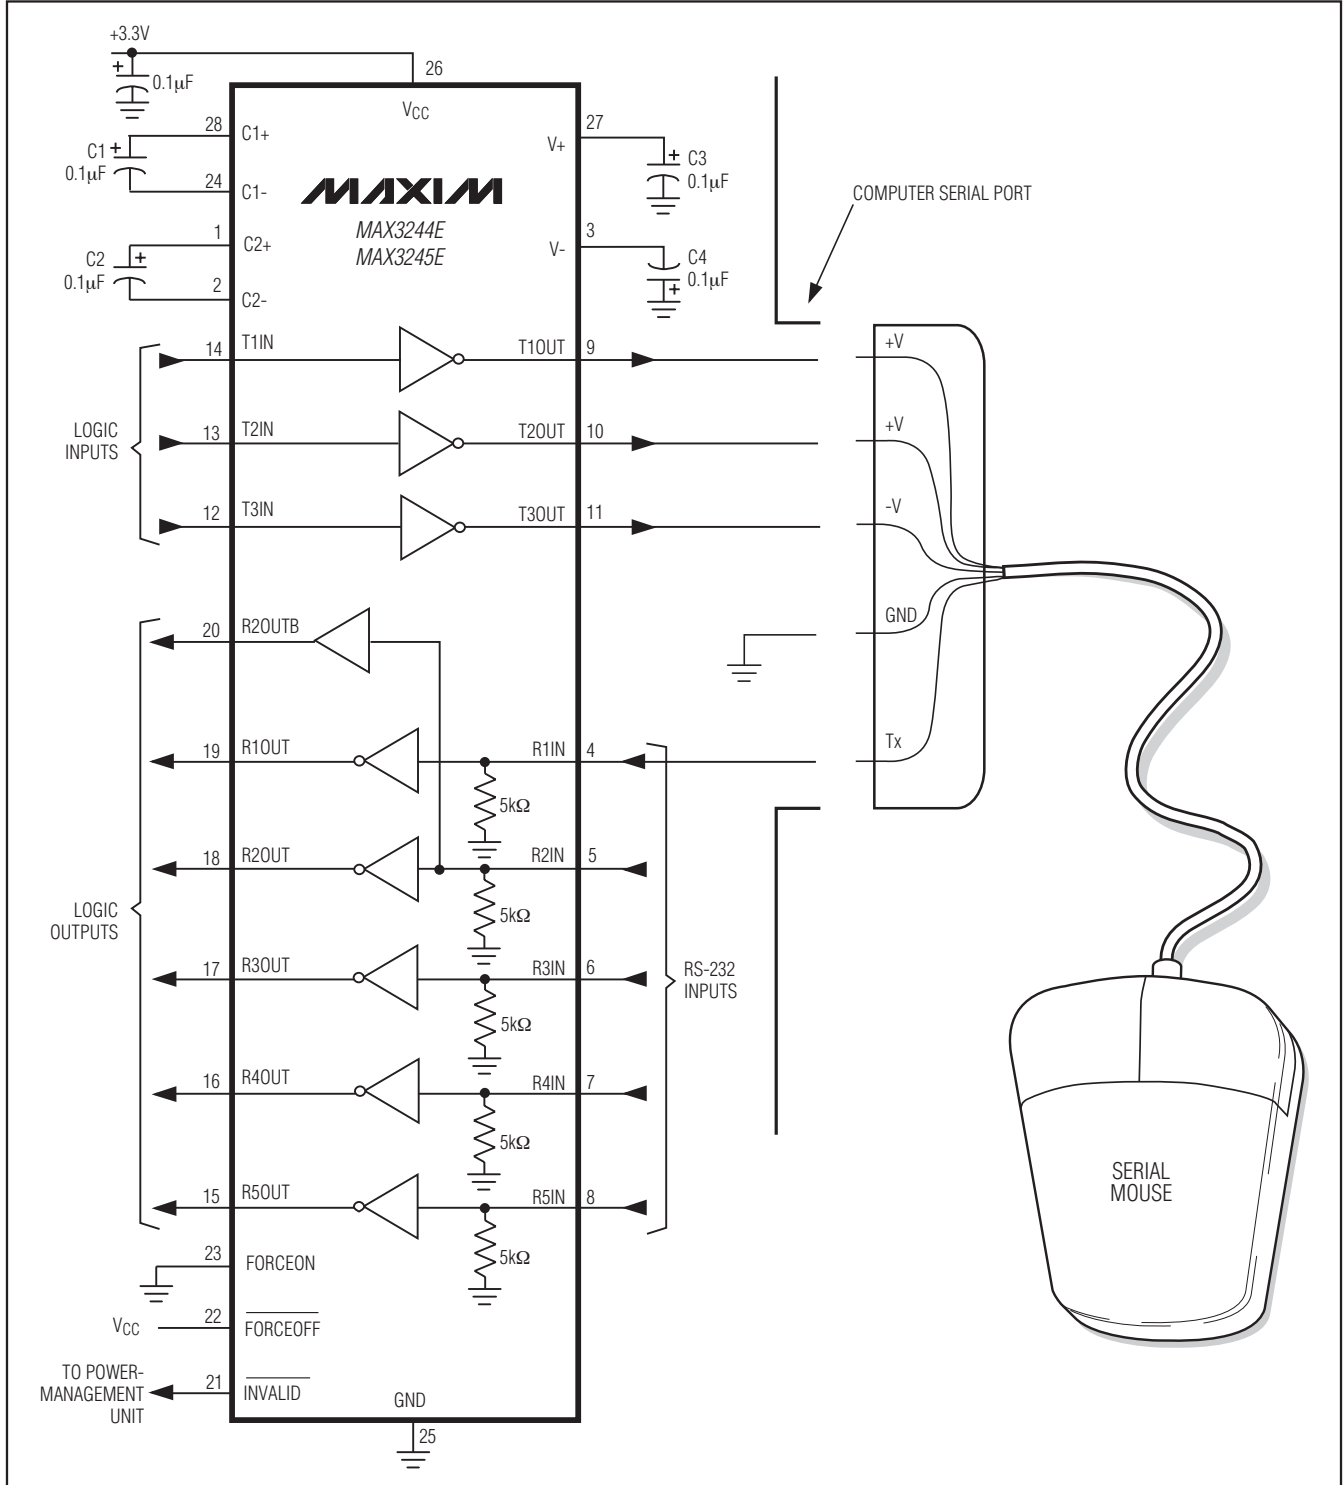 +3.3V
+
0.1µF
26
VCC
28
C1+
C1
+
0.1µF
24
C1-
1
C2+
C2
+
0.1µF
2
C2-
MAXIM
MAX3244E
MAX3245E
27
V+
+
C3
0.1µF
3
V-
C4
0.1µF
+
COMPUTER SERIAL PORT
LOGIC
INPUTS
14
T1IN
T1OUT
9
+V
13
T2IN
T2OUT
10
+V
12
T3IN
T3OUT
11
-V
20
R2OUTB
GND
19
R1OUT
R1IN
4
Tx
5kΩ
18
R2OUT
R2IN
5
5kΩ
LOGIC
OUTPUTS
17
R3OUT
R3IN
6
5kΩ
RS-232
INPUTS
16
R4OUT
R4IN
7
5kΩ
15
R5OUT
R5IN
8
5kΩ
SERIAL
MOUSE
23
FORCEON
VCC
22
FORCEOFF
TO POWER-
MANAGEMENT
UNIT
21
INVALID
GND
25